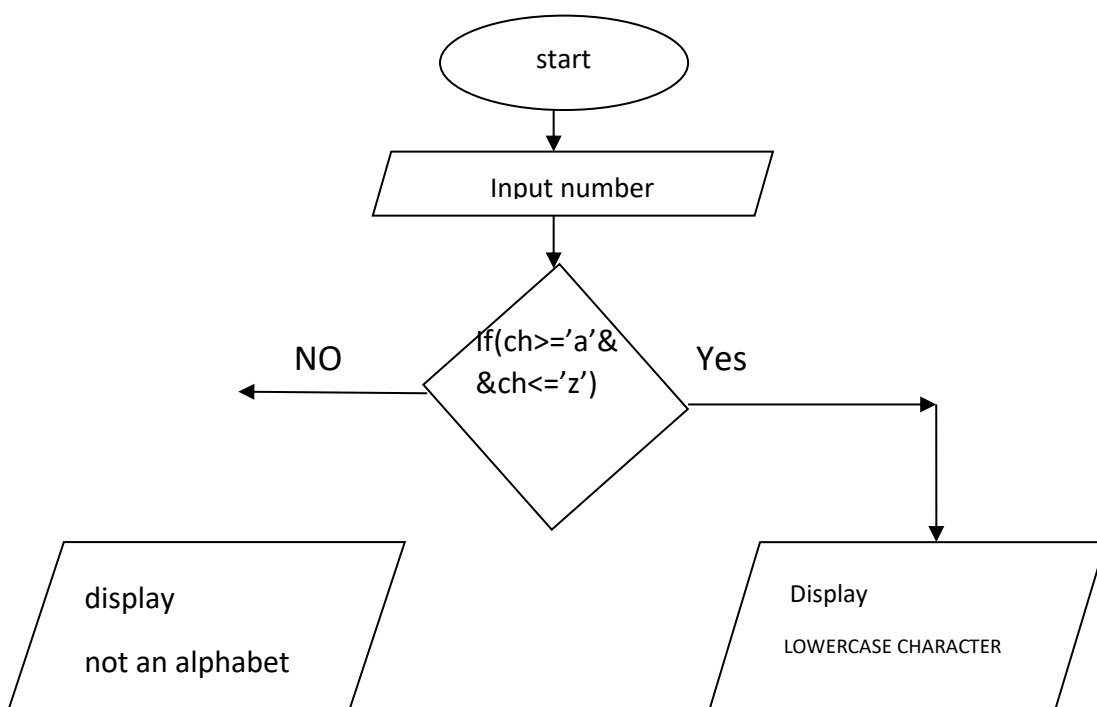 start
Input number
If(ch>=’a’&
&ch<=’z’)
NO
Yes
display
not an alphabet
Display
LOWERCASE CHARACTER